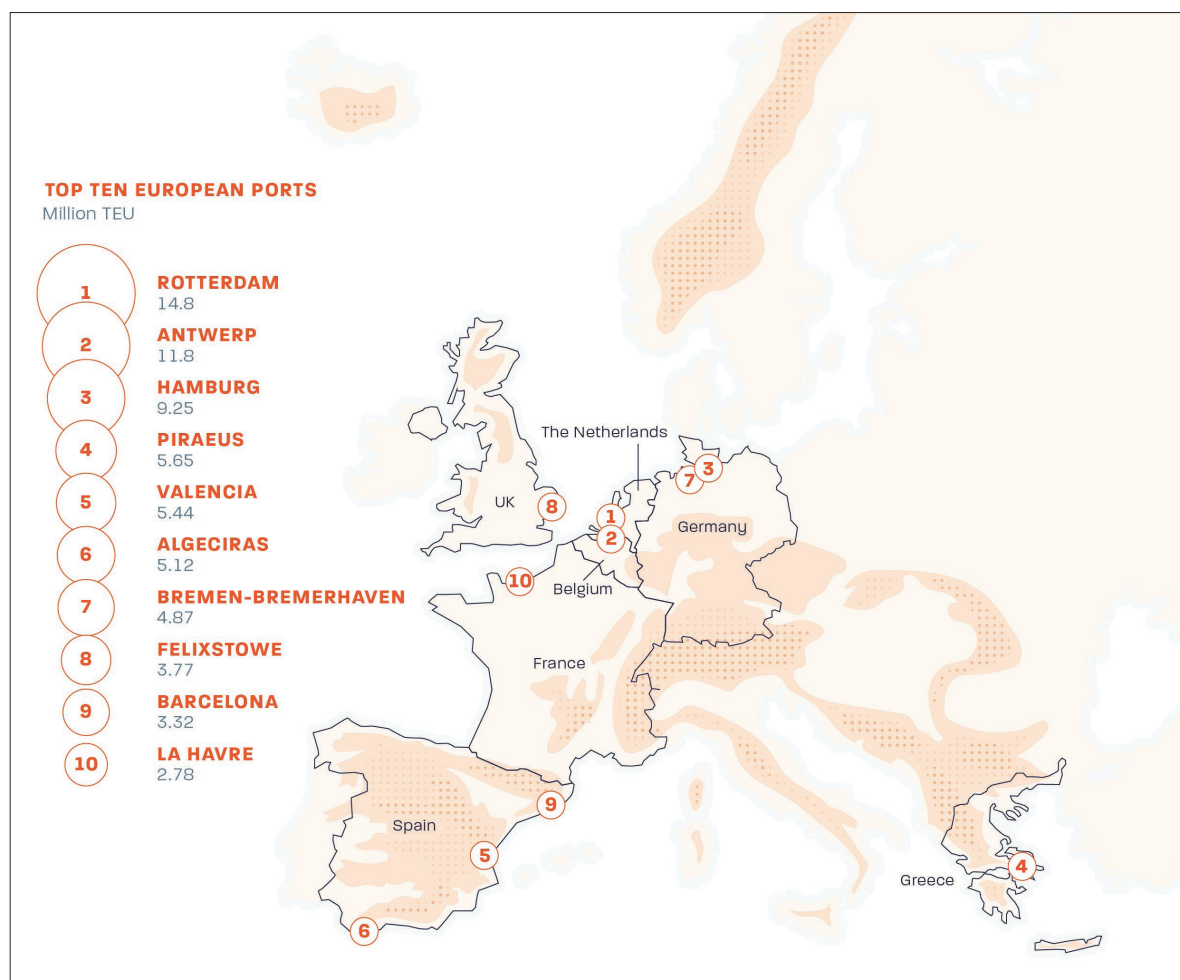 TOP TEN EUROPEAN PORTS
Million TEU
1
ROTTERDAM
14.8
2
ANTWERP
11.8
3
HAMBURG
9.25
4
PIRAEUS
5.65
5
VALENCIA
5.44
6
ALGECIRAS
5.12
7
BREMEN-BREMERHAVEN
4.87
8
FELIXSTOWE
3.77
9
BARCELONA
3.32
10
LA HAVRE
2.78
The Netherlands
3
7
UK
8
1
Germany
2
10
Belgium
France
9
Spain
5
4
Greece
6